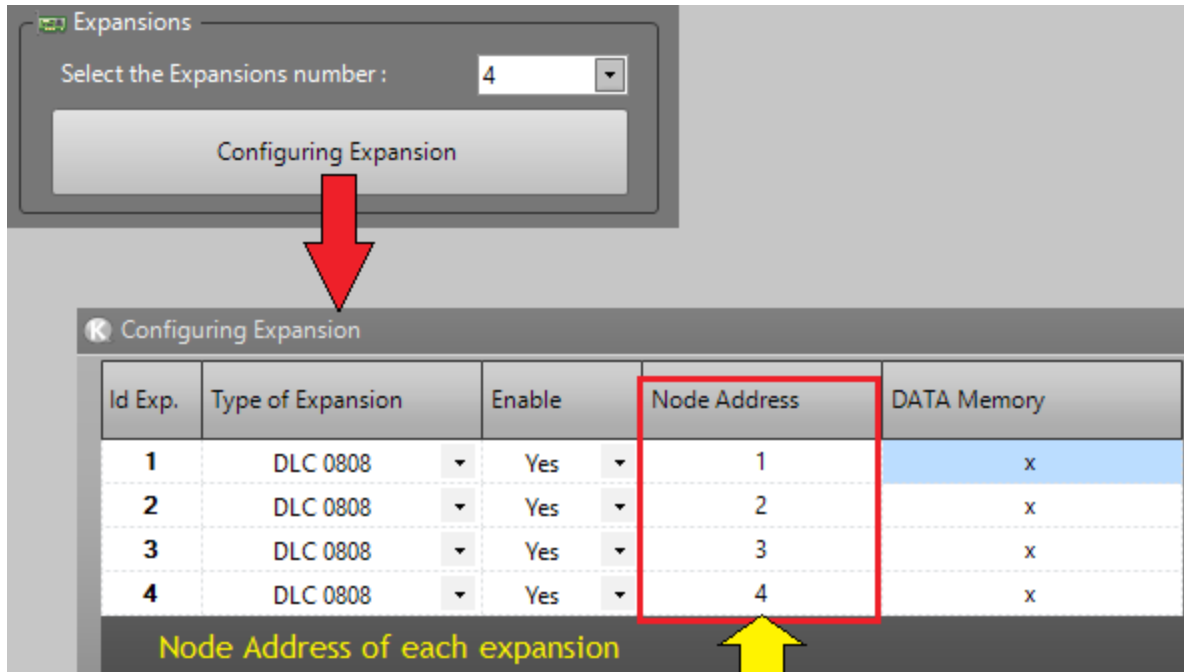 Expansions
Select the Expansions number : 4
Configuring Expansion
K Configuring Expansion
Id Exp. Type of Expansion Enable Node Address DATA Memory
1 DLC 0808 Yes 1 x
2 DLC 0808 Yes 2 x
3 DLC 0808 Yes 3 x
4 DLC 0808 Yes 4 x
Node Address of each expansion